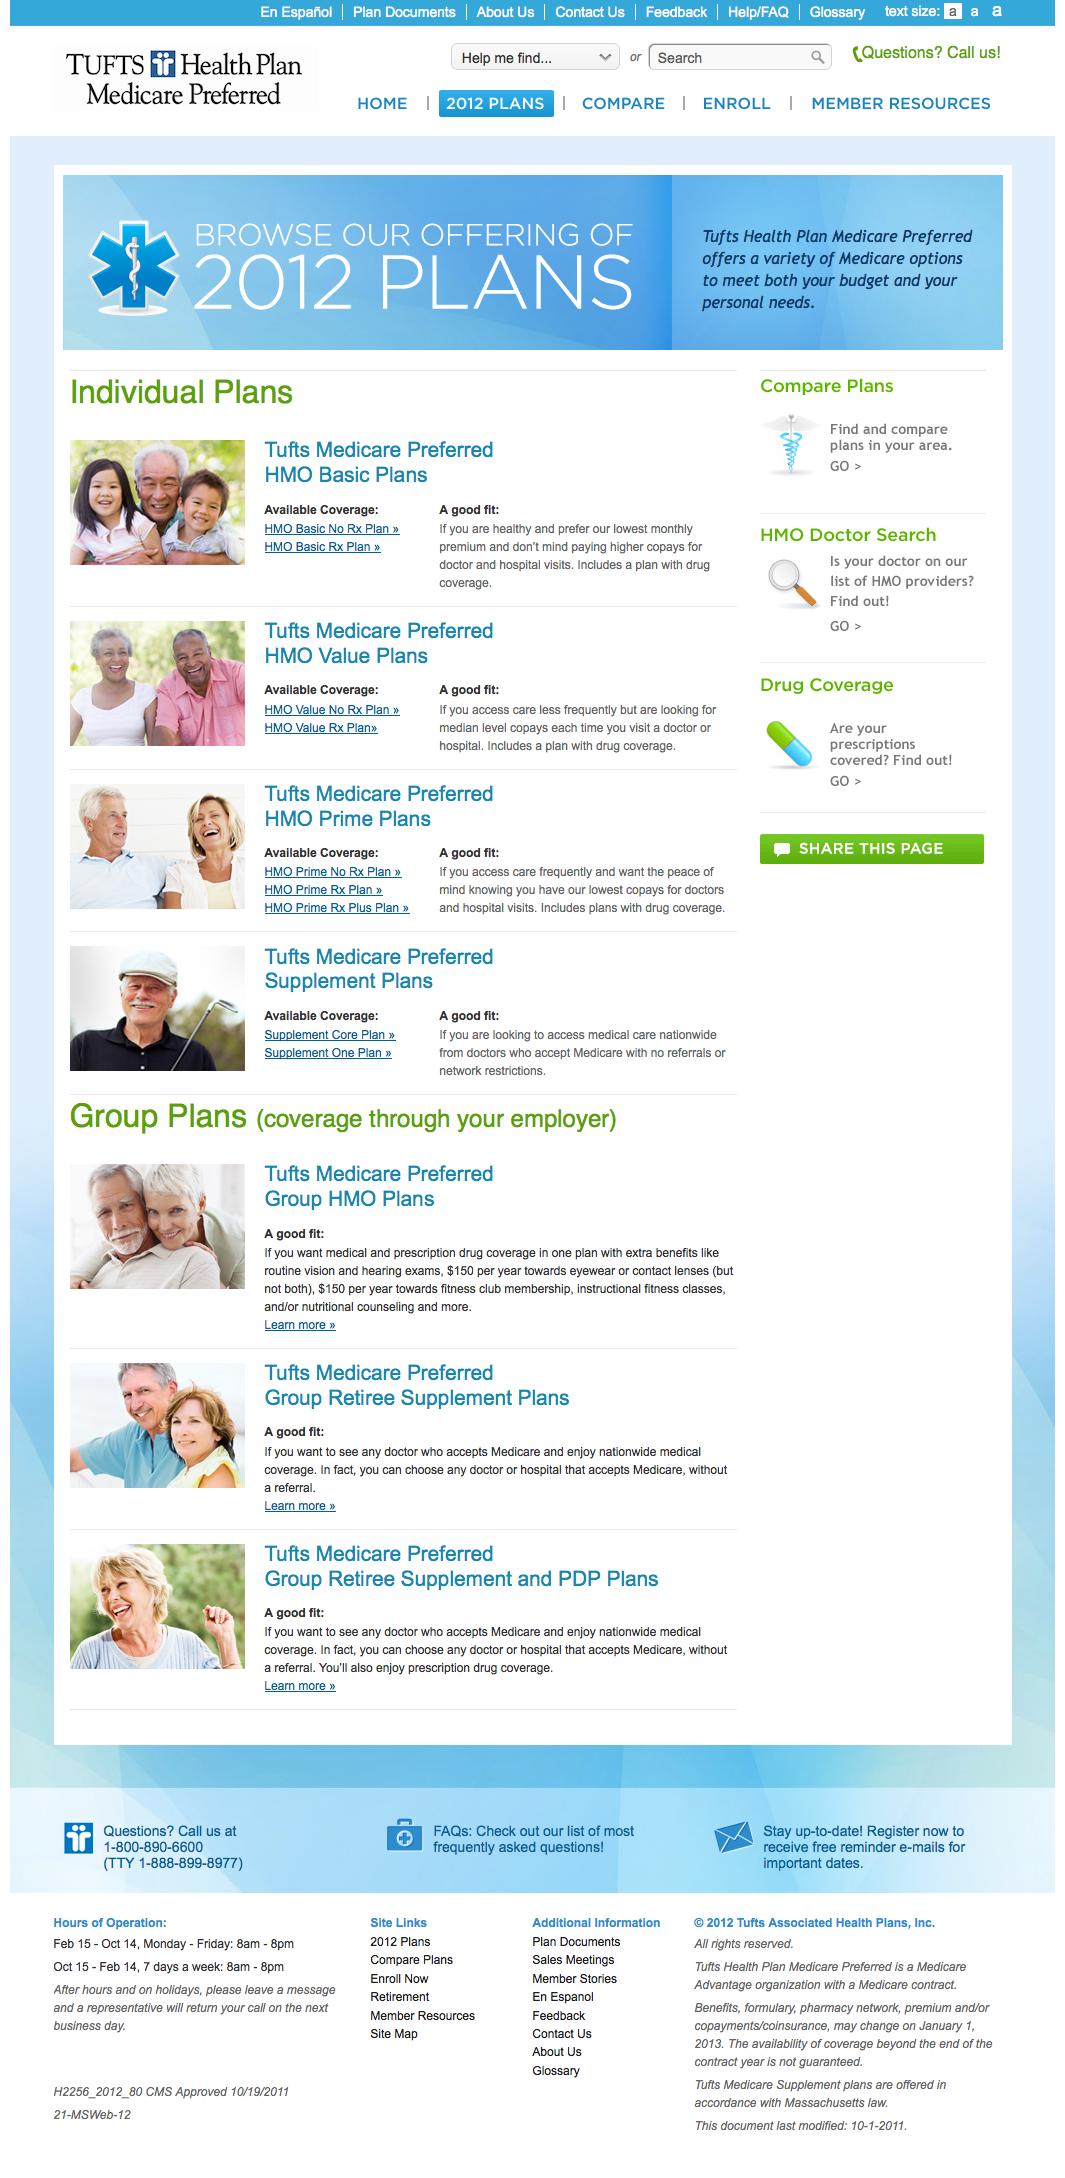 En Español | Plan Documents | About Us | Contact Us | Feedback | Help/FAQ | Glossary text size: a a a
TUFTS Health Plan
Medicare Preferred
Help me find... or Search
Questions? Call us!
HOME | 2012 PLANS | COMPARE | ENROLL | MEMBER RESOURCES
BROWSE OUR OFFERING OF
2012 PLANS
Tufts Health Plan Medicare Preferred
offers a variety of Medicare options
to meet both your budget and your
personal needs.
Individual Plans
Tufts Medicare Preferred
HMO Basic Plans
Available Coverage:
HMO Basic No Rx Plan »
HMO Basic Rx Plan »
A good fit:
If you are healthy and prefer our lowest monthly
premium and don't mind paying higher copays for
doctor and hospital visits. Includes a plan with drug
coverage.
Tufts Medicare Preferred
HMO Value Plans
Available Coverage:
HMO Value No Rx Plan »
HMO Value Rx Plan»
A good fit:
If you access care less frequently but are looking for
median level copays each time you visit a doctor or
hospital. Includes a plan with drug coverage.
Tufts Medicare Preferred
HMO Prime Plans
Available Coverage:
HMO Prime No Rx Plan »
HMO Prime Rx Plan »
HMO Prime Rx Plus Plan »
A good fit:
If you access care frequently and want the peace of
mind knowing you have our lowest copays for doctors
and hospital visits. Includes plans with drug coverage.
Tufts Medicare Preferred
Supplement Plans
Available Coverage:
Supplement Core Plan »
Supplement One Plan »
A good fit:
If you are looking to access medical care nationwide
from doctors who accept Medicare with no referrals or
network restrictions.
Group Plans (coverage through your employer)
Tufts Medicare Preferred
Group HMO Plans
A good fit:
If you want medical and prescription drug coverage in one plan with extra benefits like
routine vision and hearing exams, $150 per year towards eyewear or contact lenses (but
not both), $150 per year towards fitness club membership, instructional fitness classes,
and/or nutritional counseling and more.
Learn more »
Tufts Medicare Preferred
Group Retiree Supplement Plans
A good fit:
If you want to see any doctor who accepts Medicare and enjoy nationwide medical
coverage. In fact, you can choose any doctor or hospital that accepts Medicare, without
a referral.
Learn more »
Tufts Medicare Preferred
Group Retiree Supplement and PDP Plans
A good fit:
If you want to see any doctor who accepts Medicare and enjoy nationwide medical
coverage. In fact, you can choose any doctor or hospital that accepts Medicare, without
a referral. You'll also enjoy prescription drug coverage.
Learn more »
Compare Plans
Find and compare
plans in your area.
GO >
HMO Doctor Search
Is your doctor on our
list of HMO providers?
Find out!
GO >
Drug Coverage
Are your
prescriptions
covered? Find out!
GO >
SHARE THIS PAGE
Questions? Call us at
1-800-890-6600
(TTY 1-888-899-8977)
FAQs: Check out our list of most
frequently asked questions!
Stay up-to-date! Register now to
receive free reminder e-mails for
important dates.
Hours of Operation:
Feb 15 - Oct 14, Monday - Friday: 8am - 8pm
Oct 15 - Feb 14, 7 days a week: 8am - 8pm
After hours and on holidays, please leave a message
and a representative will return your call on the next
business day.
H2256_2012_80 CMS Approved 10/19/2011
21-MSWeb-12
Site Links
2012 Plans
Compare Plans
Enroll Now
Retirement
Member Resources
Site Map
Additional Information
Plan Documents
Sales Meetings
Member Stories
En Espanol
Feedback
Contact Us
About Us
Glossary
© 2012 Tufts Associated Health Plans, Inc.
All rights reserved.
Tufts Health Plan Medicare Preferred is a Medicare
Advantage organization with a Medicare contract.
Benefits, formulary, pharmacy network, premium and/or
copayments/coinsurance, may change on January 1,
2013. The availability of coverage beyond the end of the
contract year is not guaranteed.
Tufts Medicare Supplement plans are offered in
accordance with Massachusetts law.
This document last modified: 10-1-2011.